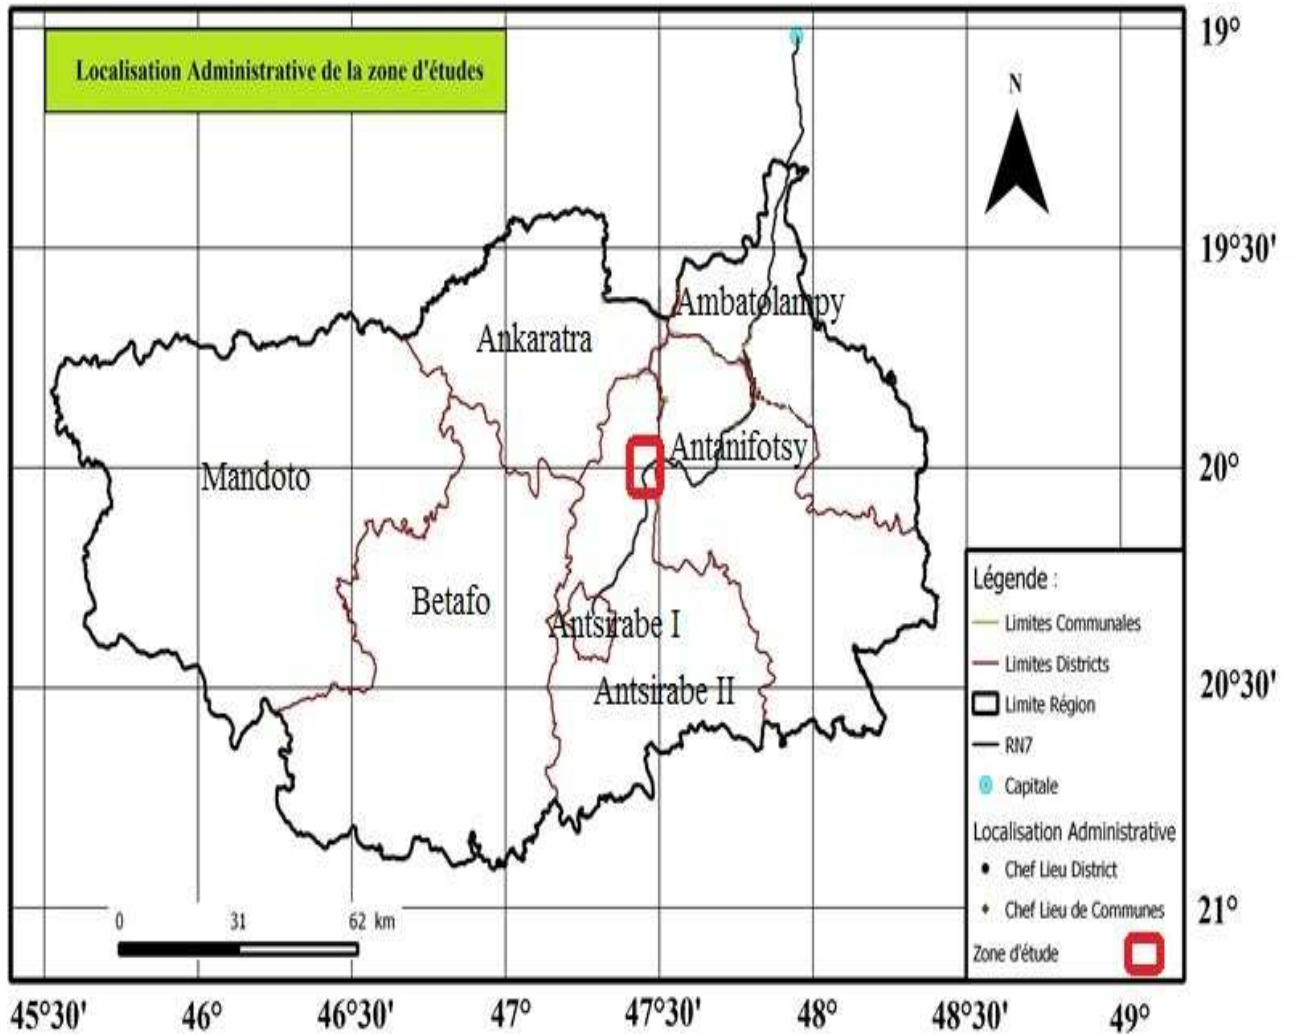 Localisation Administrative de la zone d'études
N
19°
19°30'
20°
20°30'
21°
Ambatolampy
Ankaratra
Antanifotsy
Mandoto
Betafo
Antsirabe I
Antsirabe II
Légende :
Limites Communales
Limites Districts
Limite Région
RN7
Capitale
Localisation Administrative
Chef Lieu District
Chef Lieu de Communes
Zone d'étude
0 31 62 km
45°30' 46° 46°30' 47° 47°30' 48° 48°30' 49°